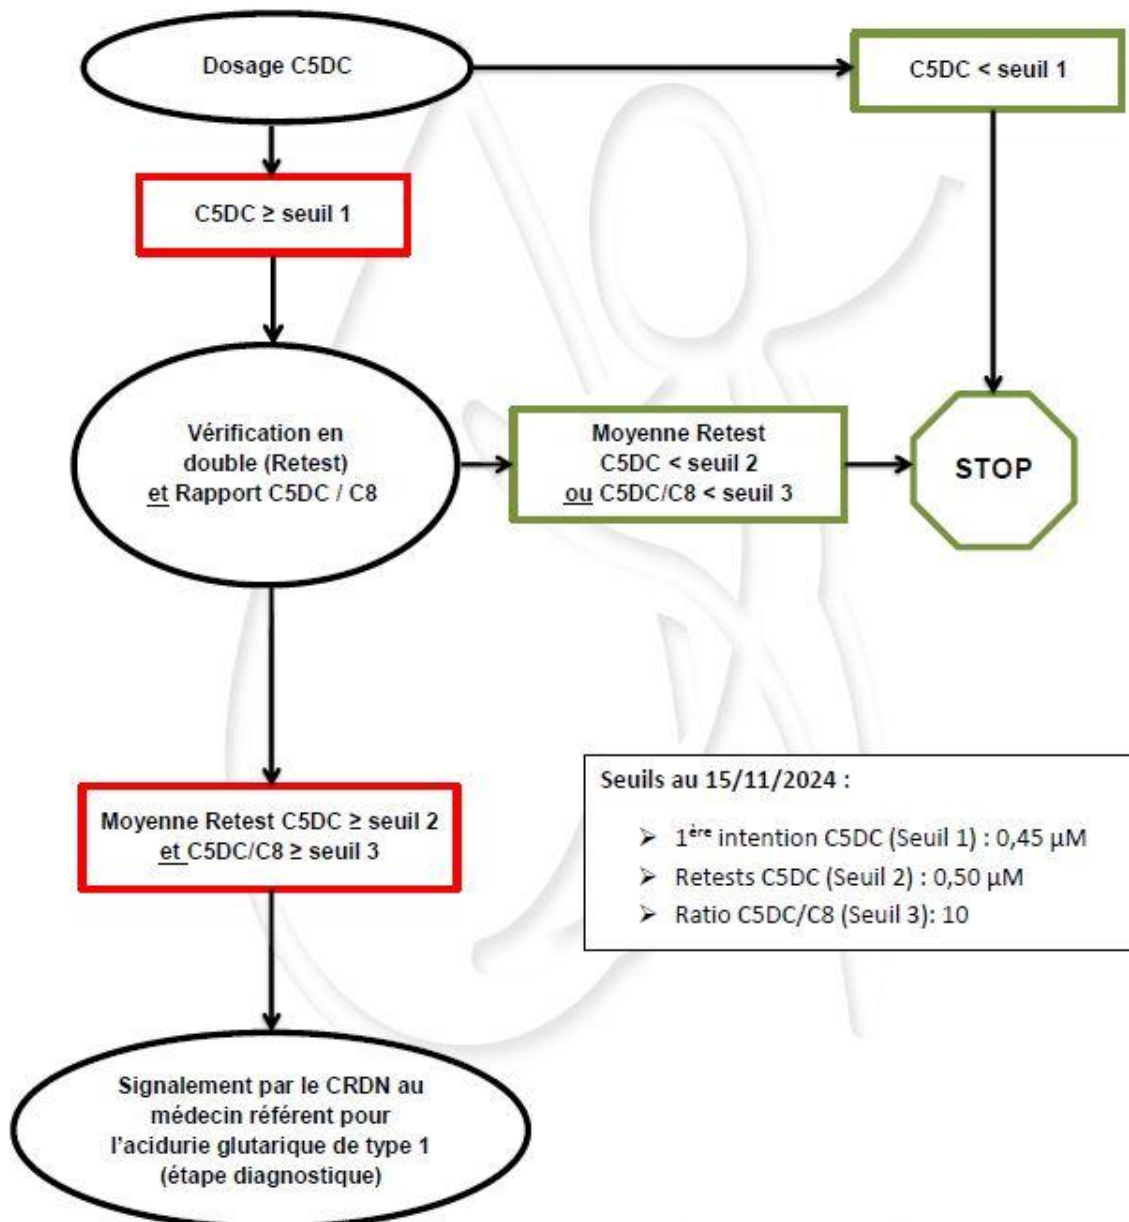 Dosage C5DC
C5DC < seuil 1
C5DC ≥ seuil 1
Vérification en
double (Retest)
et Rapport C5DC / C8
Moyenne Retest
C5DC < seuil 2
ou C5DC/C8 < seuil 3
STOP
Moyenne Retest C5DC ≥ seuil 2
et C5DC/C8 ≥ seuil 3
Seuils au 15/11/2024 :
➢ 1ère intention C5DC (Seuil 1) : 0,45 µM
➢ Retests C5DC (Seuil 2) : 0,50 µM
➢ Ratio C5DC/C8 (Seuil 3): 10
Signalement par le CRDN au
médecin référent pour
l'acidurie glutarique de type 1
(étape diagnostique)